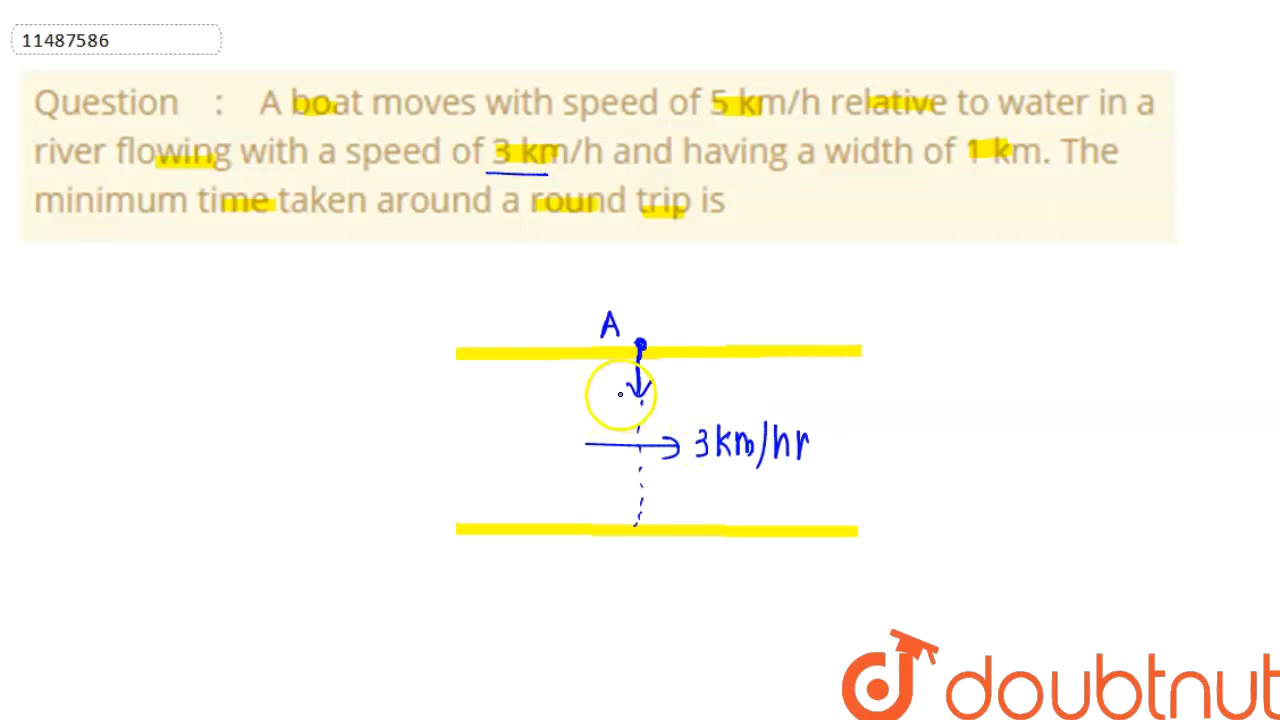 11487586
Question : A boat moves with speed of 5 km/h relative to water in a
river flowing with a speed of 3 km/h and having a width of 1 km. The
minimum time taken around a round trip is
A
3km/hr
doubtnut